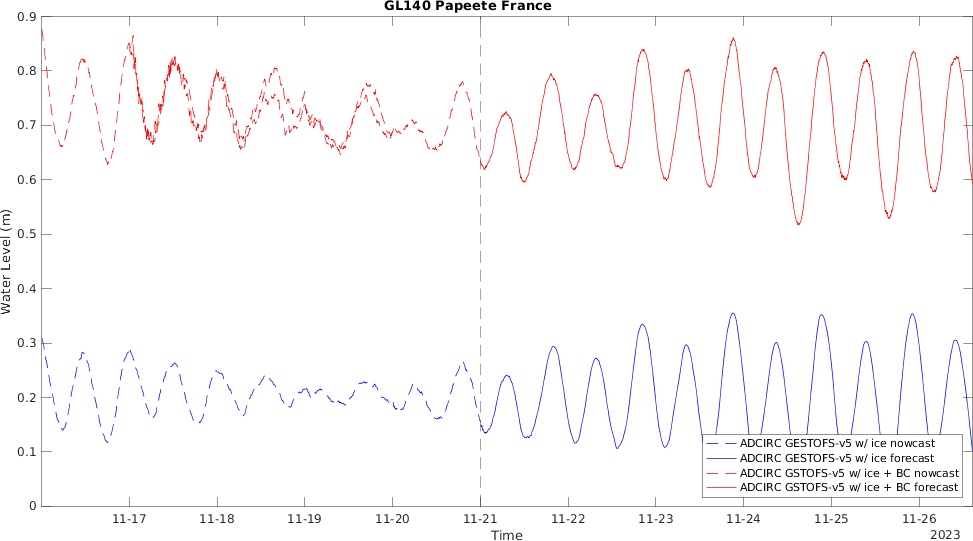 GL140 Papeete France
0.9
0.8
0.7
0.6
0.5
0.4
0.3
0.2
0.1
0
Water Level (m)
ADCIRC GESTOFS-v5 w/ ice nowcast
ADCIRC GESTOFS-v5 w/ ice forecast
ADCIRC GSTOFS-v5 w/ ice + BC nowcast
ADCIRC GSTOFS-v5 w/ ice + BC forecast
11-17 11-18 11-19 11-20 11-21 11-22 11-23 11-24 11-25 11-26
Time
2023